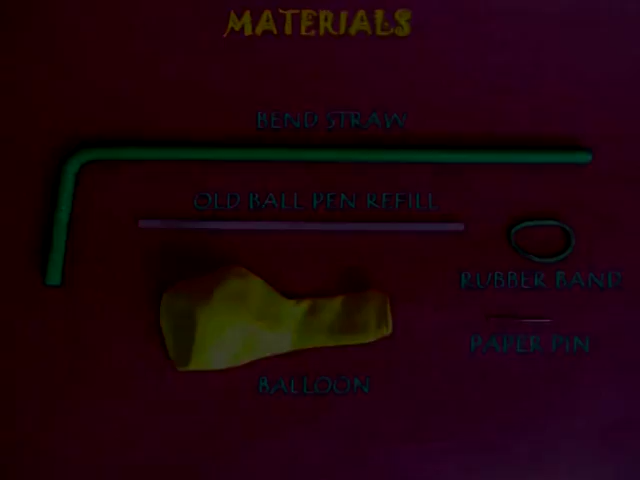 MATERIALS
BEND STRAW
OLD BALL PEN REFILL
RUBBER BAND
PAPER PIN
BALLOON